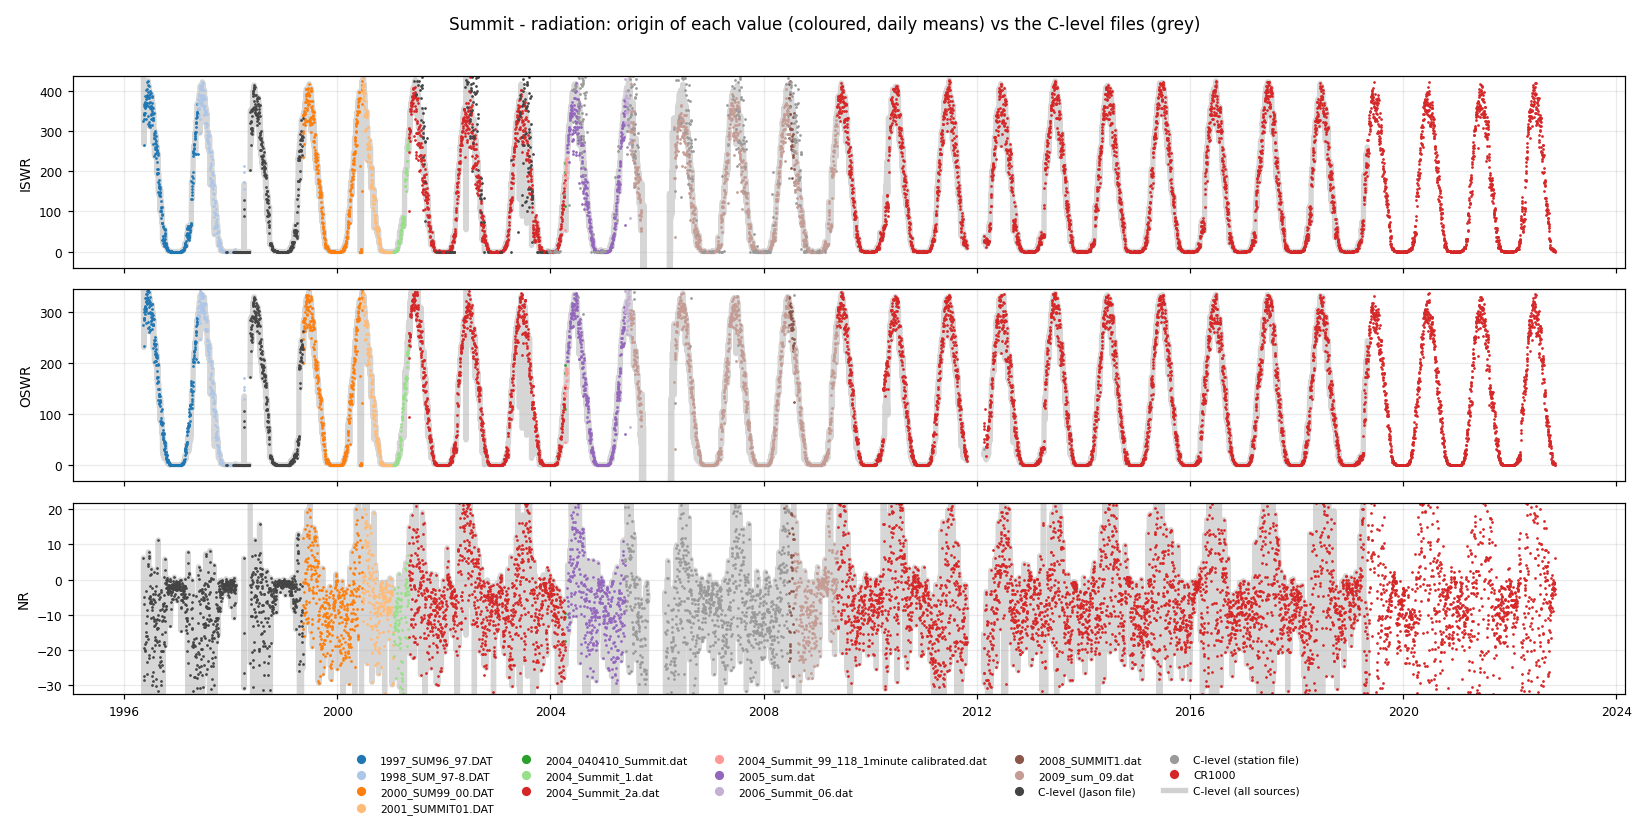 Summit - radiation: origin of each value (coloured, daily means) vs the C-level files (grey)
ISWR
400
300
200
100
0
OSWR
300
200
100
0
NR
20
10
0
−10
−20
−30
1996
2000
2004
2008
2012
2016
2020
2024
1997_SUM96_97.DAT
1998_SUM_97-8.DAT
2000_SUM99_00.DAT
2001_SUMMIT01.DAT
2004_040410_Summit.dat
2004_Summit_1.dat
2004_Summit_2a.dat
2004_Summit_99_118_1minute calibrated.dat
2005_sum.dat
2006_Summit_06.dat
2008_SUMMIT1.dat
2009_sum_09.dat
C-level (Jason file)
C-level (station file)
CR1000
C-level (all sources)